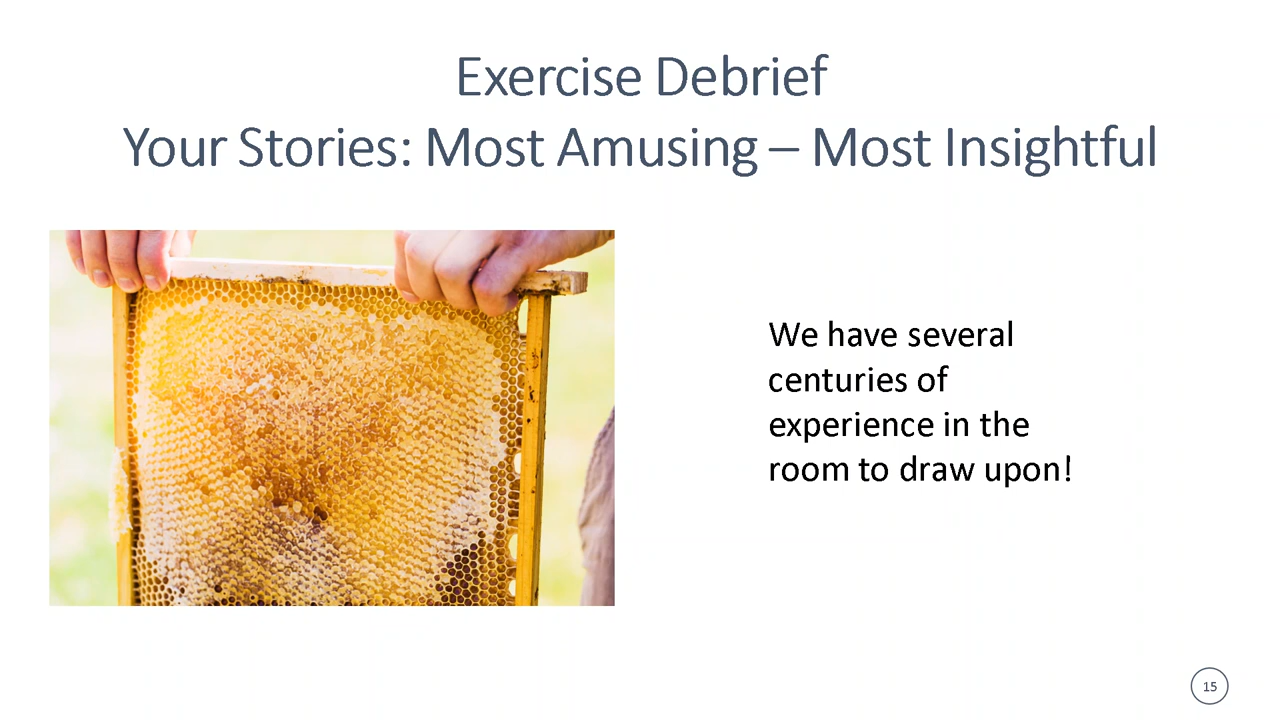 Exercise Debrief
Your Stories: Most Amusing – Most Insightful
We have several
centuries of
experience in the
room to draw upon!
15